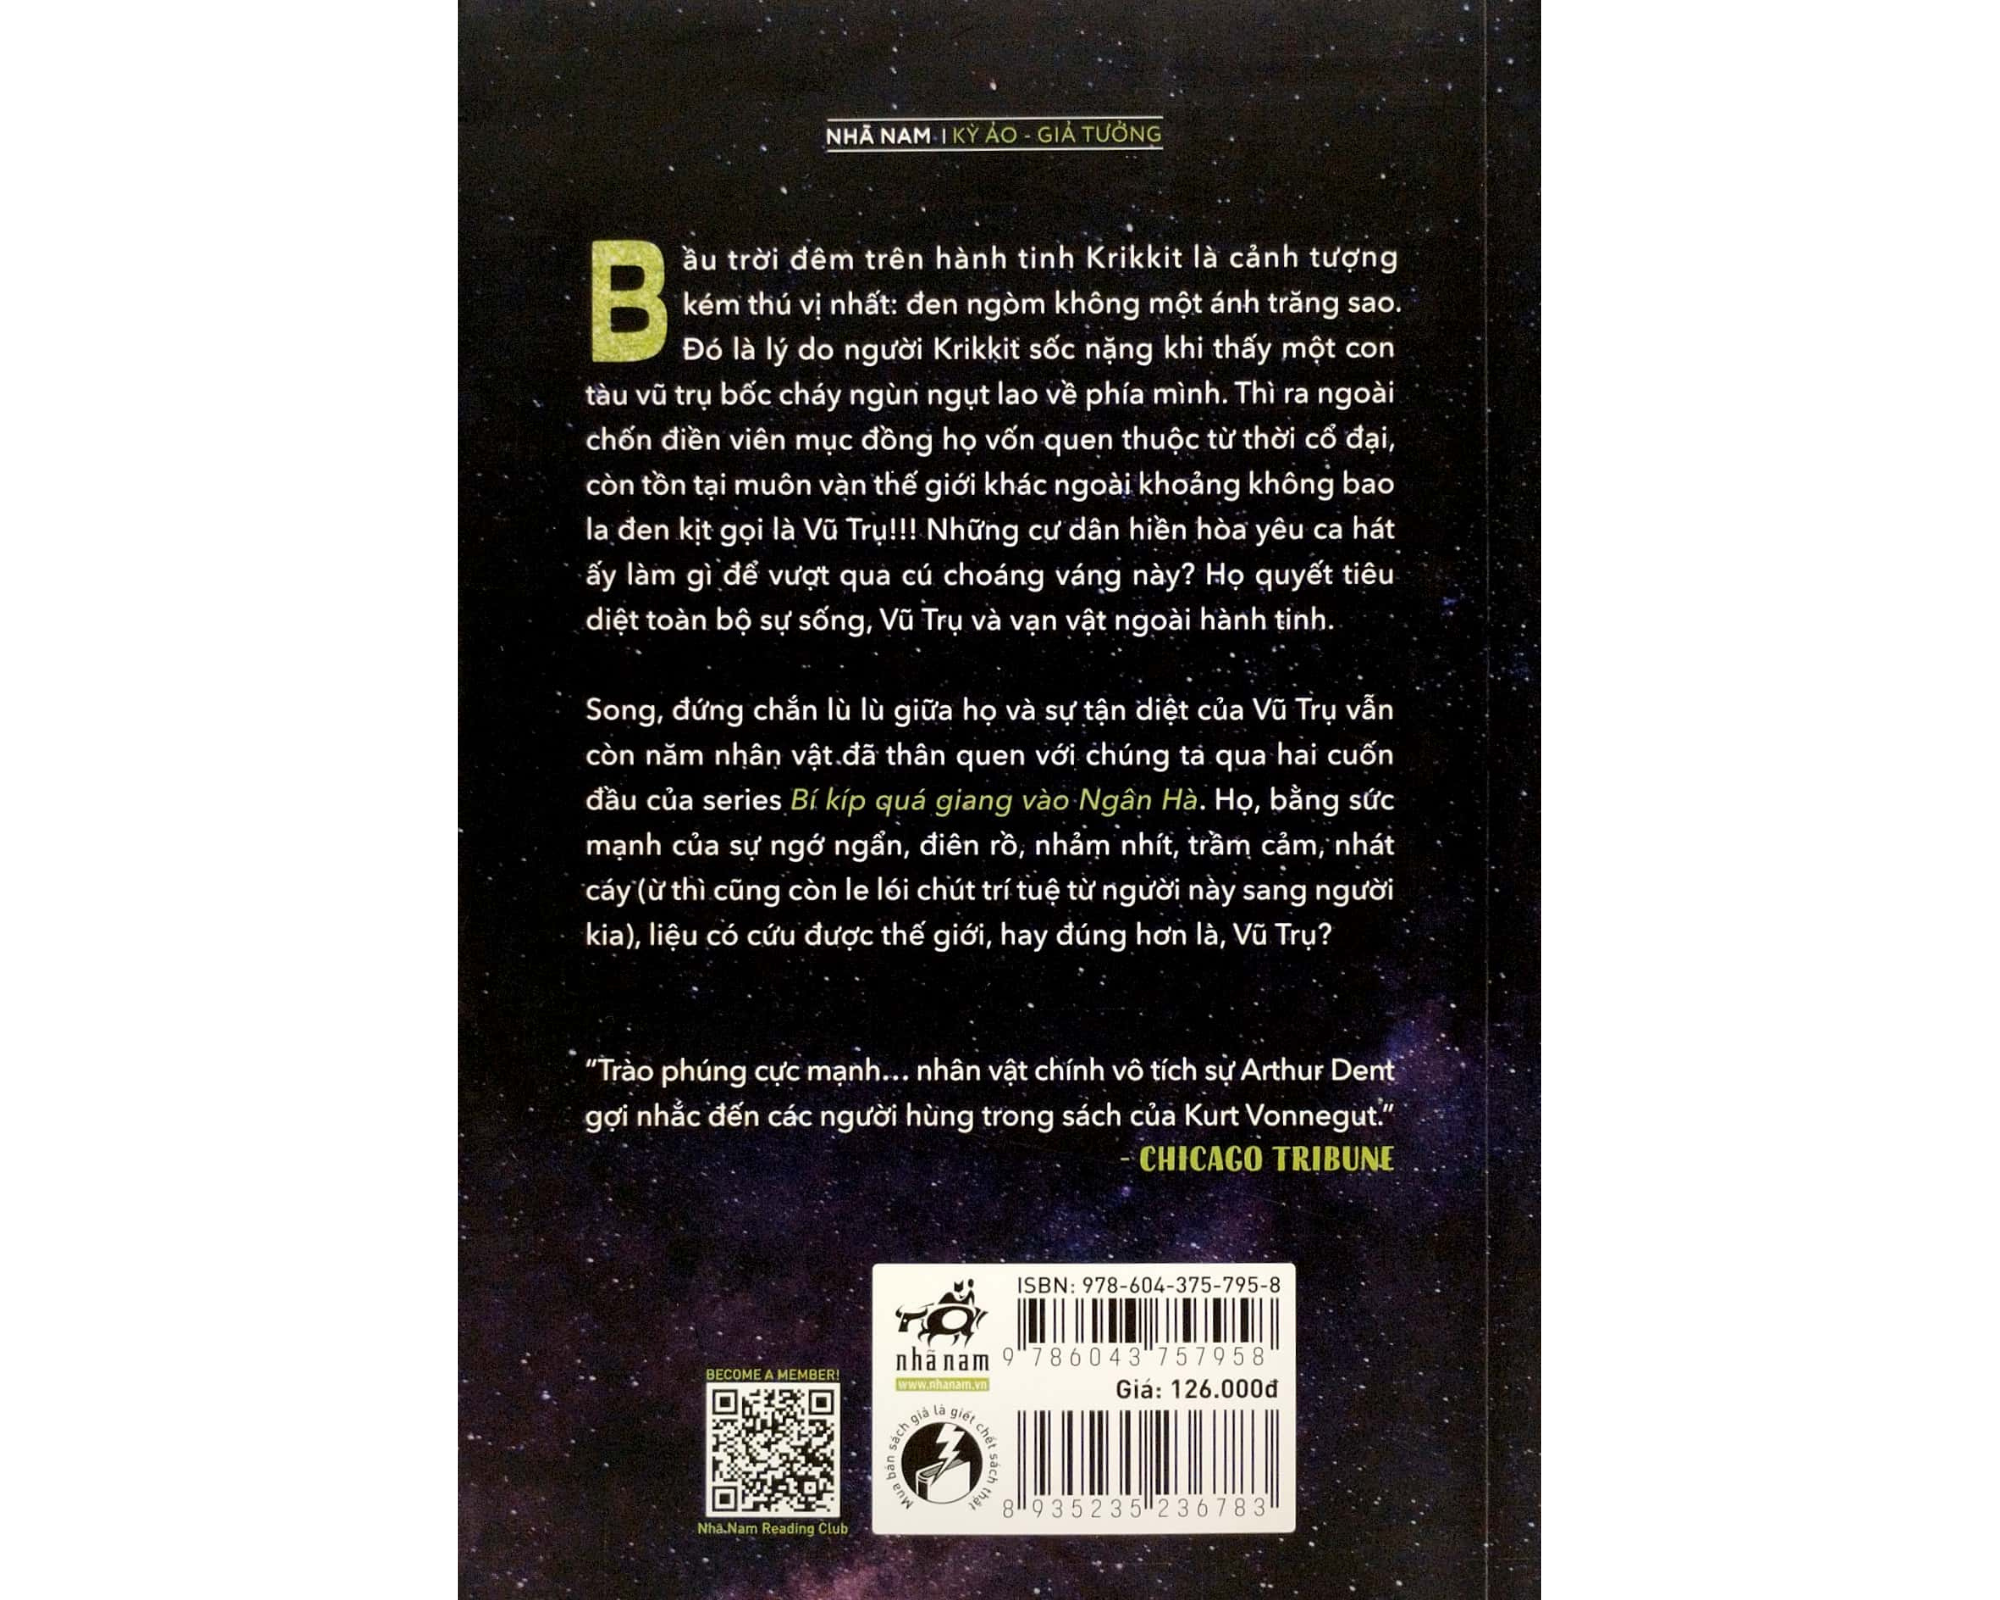 NHÃ NAM | KỲ ẢO - GIẢ TƯỞNG
Bầu trời đêm trên hành tinh Krikkit là cảnh tượng
kém thú vị nhất: đen ngòm không một ánh trăng sao.
Đó là lý do người Krikkit sốc nặng khi thấy một con
tàu vũ trụ bốc cháy ngùn ngụt lao về phía mình. Thì ra ngoài
chốn điền viên mục đồng họ vốn quen thuộc từ thời cổ đại,
còn tồn tại muôn vàn thế giới khác ngoài khoảng không bao
la đen kịt gọi là Vũ Trụ!!! Những cư dân hiền hòa yêu ca hát
ấy làm gì để vượt qua cú choáng váng này? Họ quyết tiêu
diệt toàn bộ sự sống, Vũ Trụ và vạn vật ngoài hành tinh.
Song, đứng chắn lù lù giữa họ và sự tận diệt của Vũ Trụ vẫn
còn năm nhân vật đã thân quen với chúng ta qua hai cuốn
đầu của series Bí kíp quá giang vào Ngân Hà. Họ, bằng sức
mạnh của sự ngớ ngẩn, điên rồ, nhảm nhít, trầm cảm, nhát
cáy (ừ thì cũng còn le lói chút trí tuệ từ người này sang người
kia), liệu có cứu được thế giới, hay đúng hơn là, Vũ Trụ?
"Trào phúng cực mạnh... nhân vật chính vô tích sự Arthur Dent
gợi nhắc đến các người hùng trong sách của Kurt Vonnegut."
- CHICAGO TRIBUNE
BECOME A MEMBER!
Nhã Nam Reading Club
nhã nam
www.nhanam.vn
Mua bán sách giả là giết chết sách thật
ISBN: 978-604-375-795-8
9 786043 757958
Giá: 126.000đ
8 935235 236783